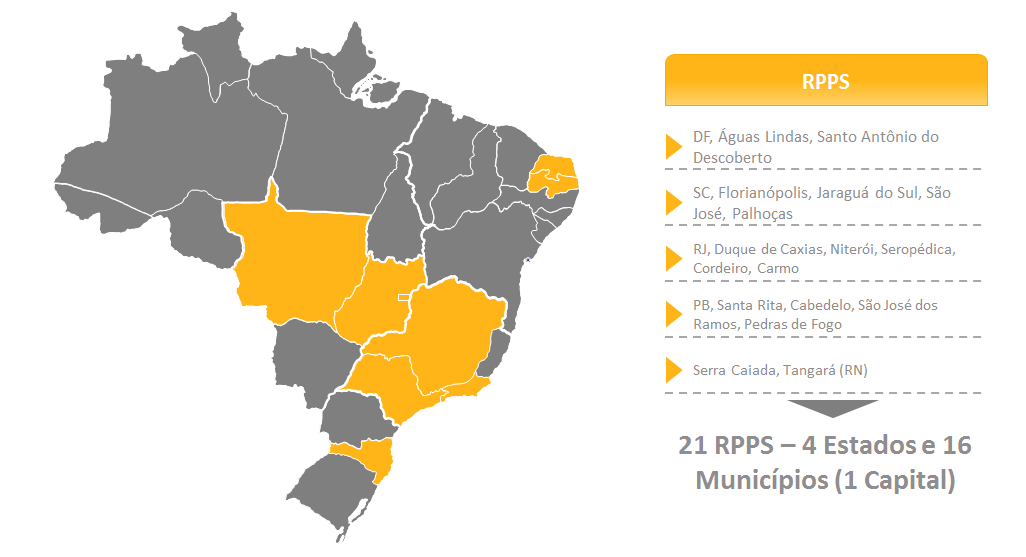 RPPS
DF, Águas Lindas, Santo Antônio do
Descoberto
SC, Florianópolis, Jaraguá do Sul, São
José, Palhoças
RJ, Duque de Caxias, Niterói, Seropédica,
Cordeiro, Carmo
PB, Santa Rita, Cabedelo, São José dos
Ramos, Pedras de Fogo
Serra Caiada, Tangará (RN)
21 RPPS – 4 Estados e 16
Municípios (1 Capital)